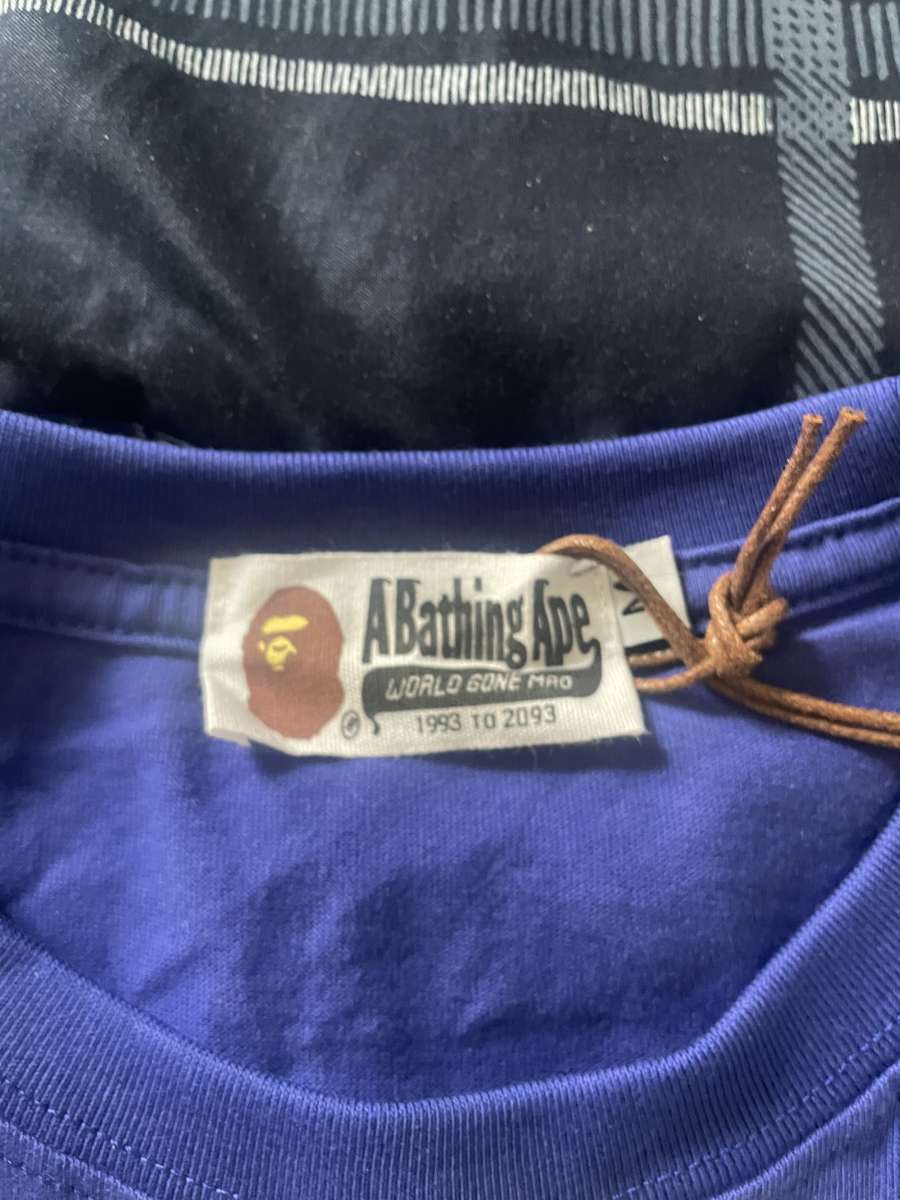 A Bathing Ape
WORLD GONE MAD
1993 TO 2093
®
M